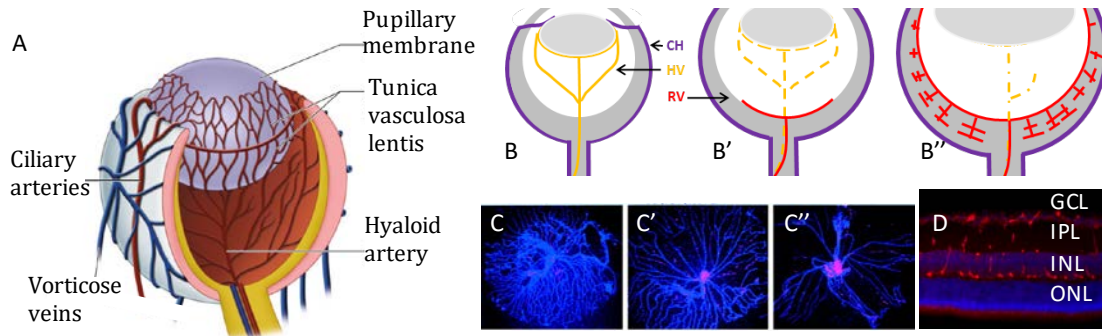 A
Pupillary
membrane
Tunica
vasculosa
lentis
Ciliary
arteries
Hyaloid
artery
Vorticose
veins
B
CH
HV
RV
B’
B’’
C
C’
C’’
D
GCL
IPL
INL
ONL